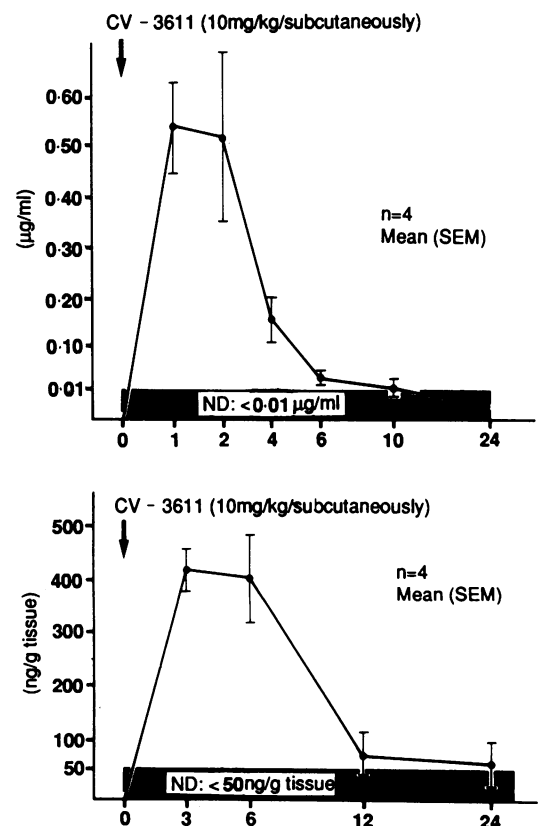 CV - 3611 (10mg/kg/subcutaneously)
0·60
0·50
0·40
0·30
0·20
0·10
0·01
(μg/ml)
n=4
Mean (SEM)
ND: <0·01 μg/ml
0 1 2 4 6 10 24
CV - 3611 (10mg/kg/subcutaneously)
500
400
300
200
100
50
(ng/g tissue)
n=4
Mean (SEM)
ND: <50ng/g tissue
0 3 6 12 24